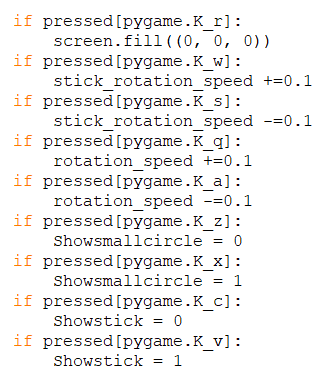 if pressed[pygame.K_r]:
    screen.fill((0, 0, 0))
if pressed[pygame.K_w]:
    stick_rotation_speed +=0.1
if pressed[pygame.K_s]:
    stick_rotation_speed -=0.1
if pressed[pygame.K_q]:
    rotation_speed +=0.1
if pressed[pygame.K_a]:
    rotation_speed -=0.1
if pressed[pygame.K_z]:
    Showsmallcircle = 0
if pressed[pygame.K_x]:
    Showsmallcircle = 1
if pressed[pygame.K_c]:
    Showstick = 0
if pressed[pygame.K_v]:
    Showstick = 1